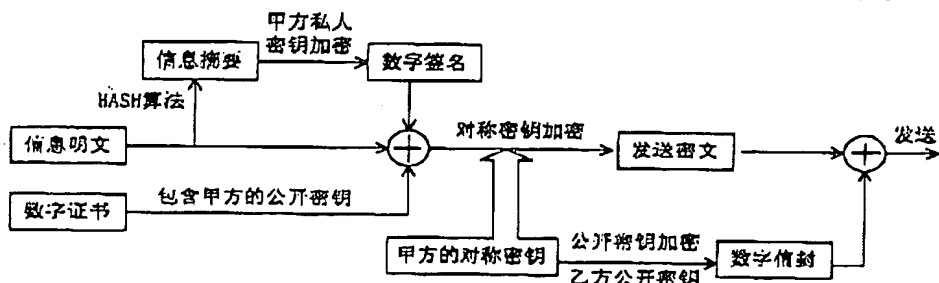 甲方私人
密钥加密
信息摘要
数字签名
HASH算法
信息明文
对称密钥加密
发送密文
发送
数字证书
包含甲方的公开密钥
甲方的对称密钥
公开密钥加密
乙方公开密钥
数字信封